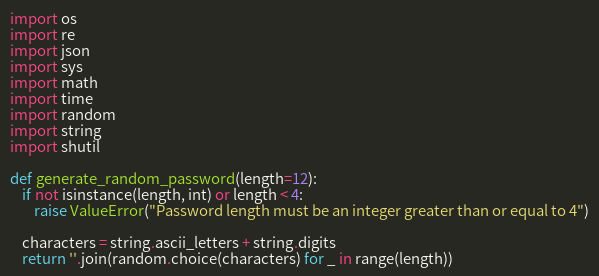 import os
import re
import json
import sys
import math
import time
import random
import string
import shutil

def generate_random_password(length=12):
    if not isinstance(length, int) or length < 4:
        raise ValueError("Password length must be an integer greater than or equal to 4")

    characters = string.ascii_letters + string.digits
    return ''.join(random.choice(characters) for _ in range(length))